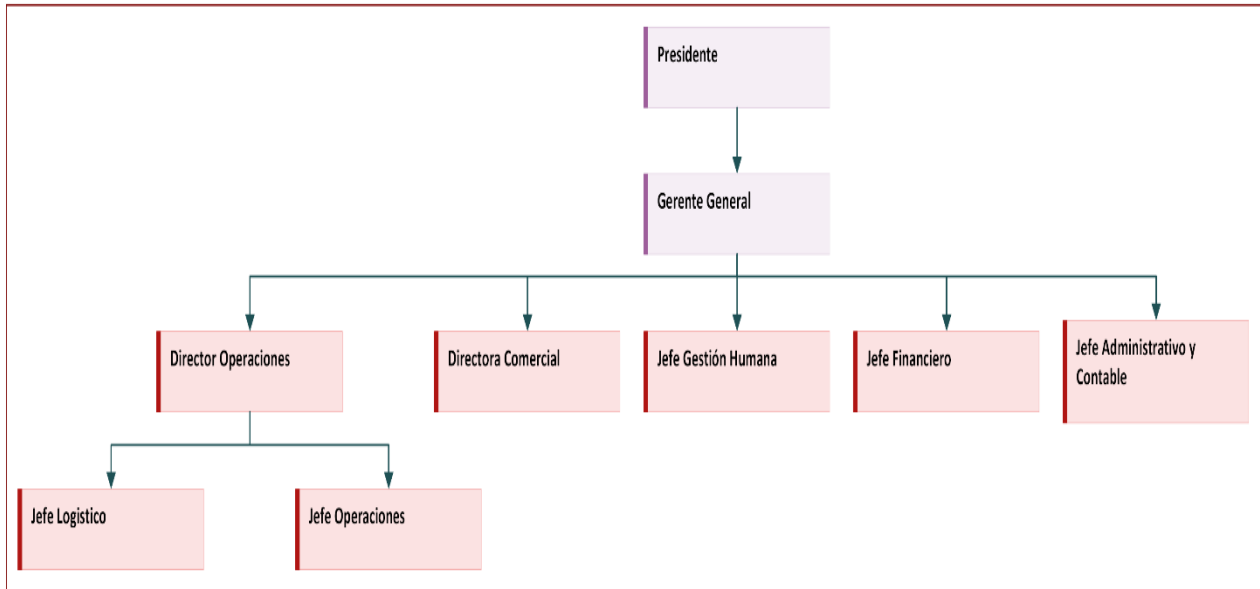 Presidente
Gerente General
Director Operaciones
Directora Comercial
Jefe Gestión Humana
Jefe Financiero
Jefe Administrativo y
Contable
Jefe Logistico
Jefe Operaciones